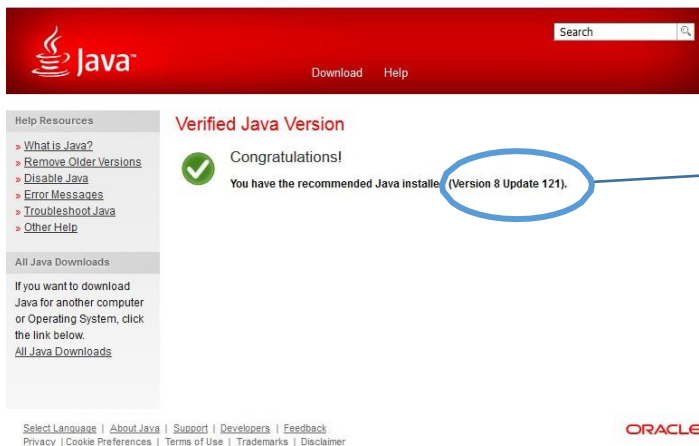 Java™
Search
Download Help
Help Resources
» What is Java?
» Remove Older Versions
» Disable Java
» Error Messages
» Troubleshoot Java
» Other Help
All Java Downloads
If you want to download
Java for another computer
or Operating System, click
the link below.
All Java Downloads
Verified Java Version
Congratulations!
You have the recommended Java installe (Version 8 Update 121).
Select Language | About Java | Support | Developers | Feedback
Privacy | Cookie Preferences | Terms of Use | Trademarks | Disclaimer
ORACLE